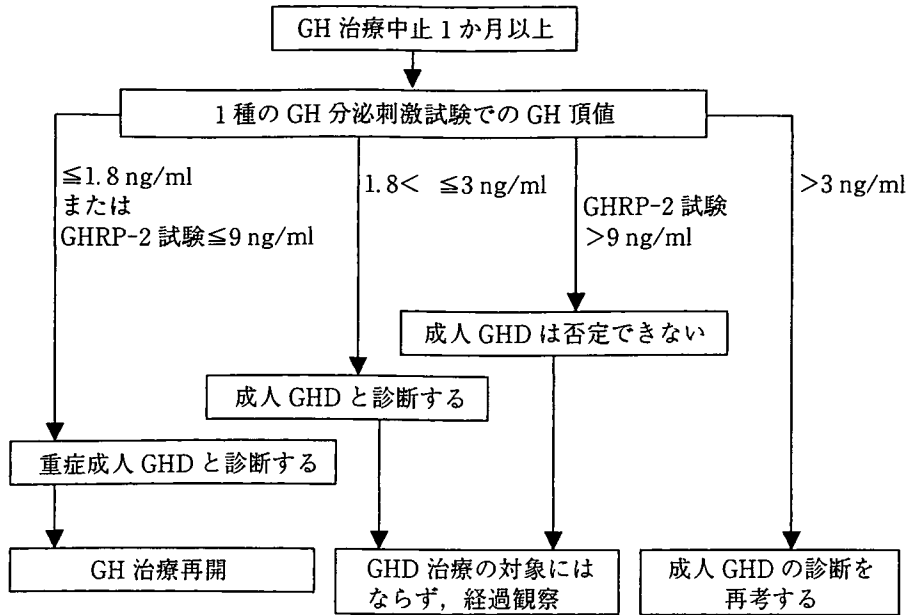 GH 治療中止 1 か月以上
1 種の GH 分泌刺激試験での GH 頂値
≦1.8 ng/ml
または
GHRP-2 試験≦9 ng/ml
1.8< ≦3 ng/ml
GHRP-2 試験
>9 ng/ml
>3 ng/ml
成人 GHD は否定できない
成人 GHD と診断する
重症成人 GHD と診断する
GH 治療再開
GHD 治療の対象には
ならず，経過観察
成人 GHD の診断を
再考する